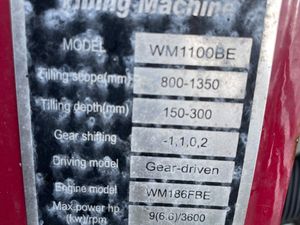 Tilling Machine
MODEL WM1100BE
Tilling scope(mm) 800-1350
Tilling depth(mm) 150-300
Gear shifting -1,1,0,2
Driving model Gear-driven
Engine model WM186FBE
Max.power hp
(kw)/rpm 9(6.6)/3600